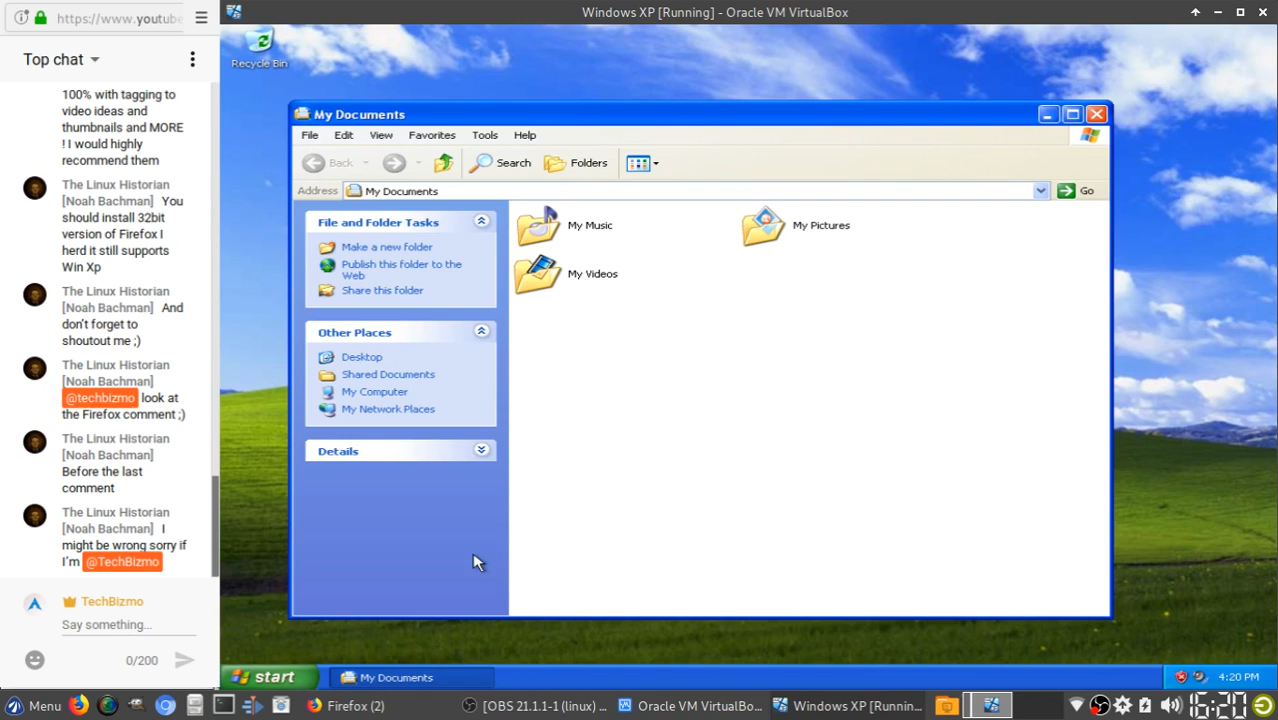 https://www.youtube
Top chat
100% with tagging to
video ideas and
thumbnails and MORE
! I would highly
recommend them
The Linux Historian
[Noah Bachman] You
should install 32bit
version of Firefox I
herd it still supports
Win Xp
The Linux Historian
[Noah Bachman] And
don't forget to
shoutout me ;)
The Linux Historian
[Noah Bachman]
@techbizmo look at
the Firefox comment ;)
The Linux Historian
[Noah Bachman]
Before the last
comment
The Linux Historian
[Noah Bachman] I
might be wrong sorry if
I'm @TechBizmo
TechBizmo
Say something...
0/200
Windows XP [Running] - Oracle VM VirtualBox
Recycle Bin
My Documents
File Edit View Favorites Tools Help
Back Search Folders
Address My Documents Go
File and Folder Tasks
Make a new folder
Publish this folder to the
Web
Share this folder
Other Places
Desktop
Shared Documents
My Computer
My Network Places
Details
My Music
My Pictures
My Videos
start My Documents 4:20 PM
Menu Firefox (2) [OBS 21.1.1-1 (linux) ... Oracle VM VirtualBo... Windows XP [Runnin... 16:20